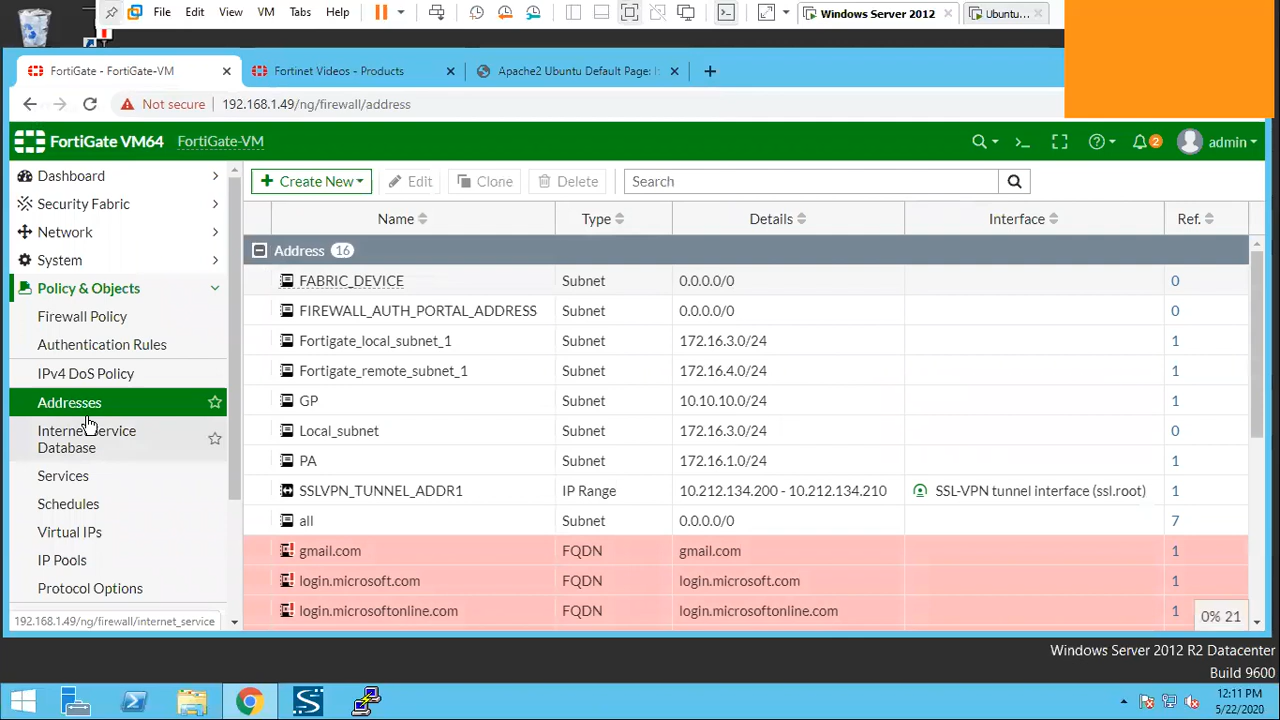 File Edit View VM Tabs Help
Windows Server 2012
Ubuntu...
FortiGate - FortiGate-VM
Fortinet Videos - Products
Apache2 Ubuntu Default Page:
Not secure 192.168.1.49/ng/firewall/address
FortiGate VM64 FortiGate-VM
2
admin
Dashboard
Security Fabric
Network
System
Policy & Objects
Firewall Policy
Authentication Rules
IPv4 DoS Policy
Addresses
Internet Service
Database
Services
Schedules
Virtual IPs
IP Pools
Protocol Options
192.168.1.49/ng/firewall/internet_service
Create New Edit Clone Delete Search
Name Type Details Interface Ref.
Address 16
FABRIC_DEVICE Subnet 0.0.0.0/0 0
FIREWALL_AUTH_PORTAL_ADDRESS Subnet 0.0.0.0/0 0
Fortigate_local_subnet_1 Subnet 172.16.3.0/24 1
Fortigate_remote_subnet_1 Subnet 172.16.4.0/24 1
GP Subnet 10.10.10.0/24 1
Local_subnet Subnet 172.16.3.0/24 0
PA Subnet 172.16.1.0/24 1
SSLVPN_TUNNEL_ADDR1 IP Range 10.212.134.200 - 10.212.134.210 SSL-VPN tunnel interface (ssl.root) 1
all Subnet 0.0.0.0/0 7
gmail.com FQDN gmail.com 1
login.microsoft.com FQDN login.microsoft.com 1
login.microsoftonline.com FQDN login.microsoftonline.com 1
0% 21
Windows Server 2012 R2 Datacenter
Build 9600
12:11 PM
5/22/2020